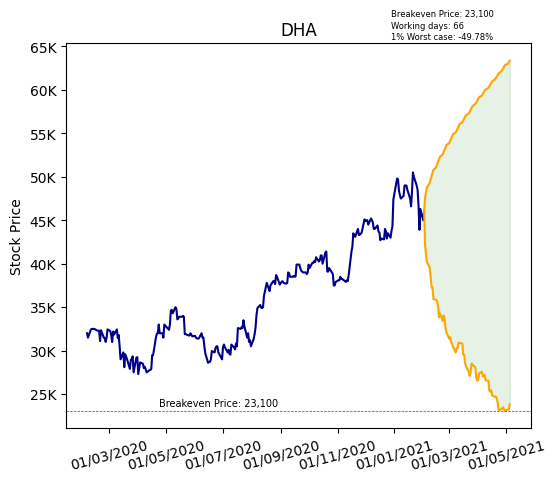 Breakeven Price: 23,100
Working days: 66
1% Worst case: -49.78%
DHA
65K
60K
55K
50K
45K
40K
35K
30K
25K
Stock Price
Breakeven Price: 23,100
01/03/2020
01/05/2020
01/07/2020
01/09/2020
01/11/2020
01/01/2021
01/03/2021
01/05/2021